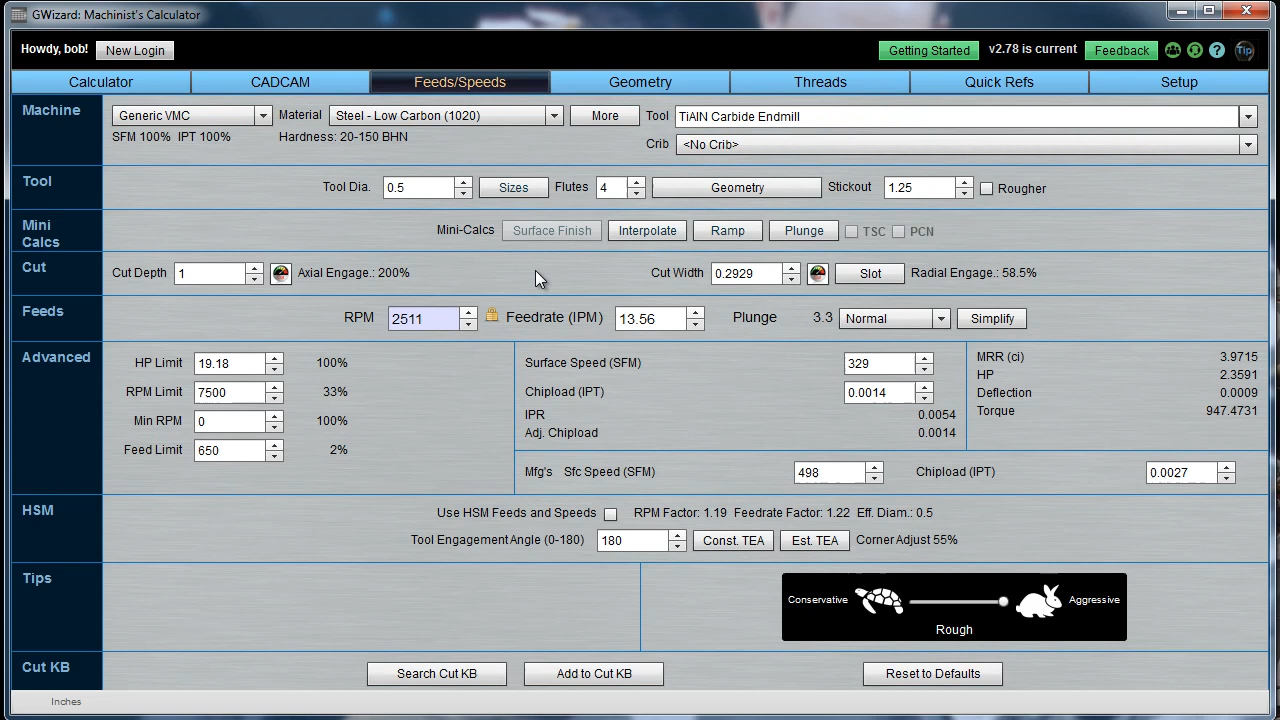 GWizard: Machinist's Calculator
Howdy, bob! New Login Getting Started v2.78 is current Feedback ? Tip
Calculator CADCAM Feeds/Speeds Geometry Threads Quick Refs Setup
Machine Generic VMC Material Steel - Low Carbon (1020) More Tool TiAlN Carbide Endmill
SFM 100% IPT 100% Hardness: 20-150 BHN Crib <No Crib>
Tool Tool Dia. 0.5 Sizes Flutes 4 Geometry Stickout 1.25 Rougher
Mini Calcs Mini-Calcs Surface Finish Interpolate Ramp Plunge TSC PCN
Cut Cut Depth 1 Axial Engage.: 200% Cut Width 0.2929 Slot Radial Engage.: 58.5%
Feeds RPM 2511 Feedrate (IPM) 13.56 Plunge 3.3 Normal Simplify
Advanced HP Limit 19.18 100% Surface Speed (SFM) 329 MRR (ci) 3.9715
HP 2.3591
RPM Limit 7500 33% Chipload (IPT) 0.0014 Deflection 0.0009
IPR 0.0054 Torque 947.4731
Min RPM 0 100% Adj. Chipload 0.0014
Feed Limit 650 2%
Mfg's Sfc Speed (SFM) 498 Chipload (IPT) 0.0027
HSM Use HSM Feeds and Speeds RPM Factor: 1.19 Feedrate Factor: 1.22 Eff. Diam.: 0.5
Tool Engagement Angle (0-180) 180 Const. TEA Est. TEA Corner Adjust 55%
Tips Conservative Aggressive
Rough
Cut KB Search Cut KB Add to Cut KB Reset to Defaults
Inches